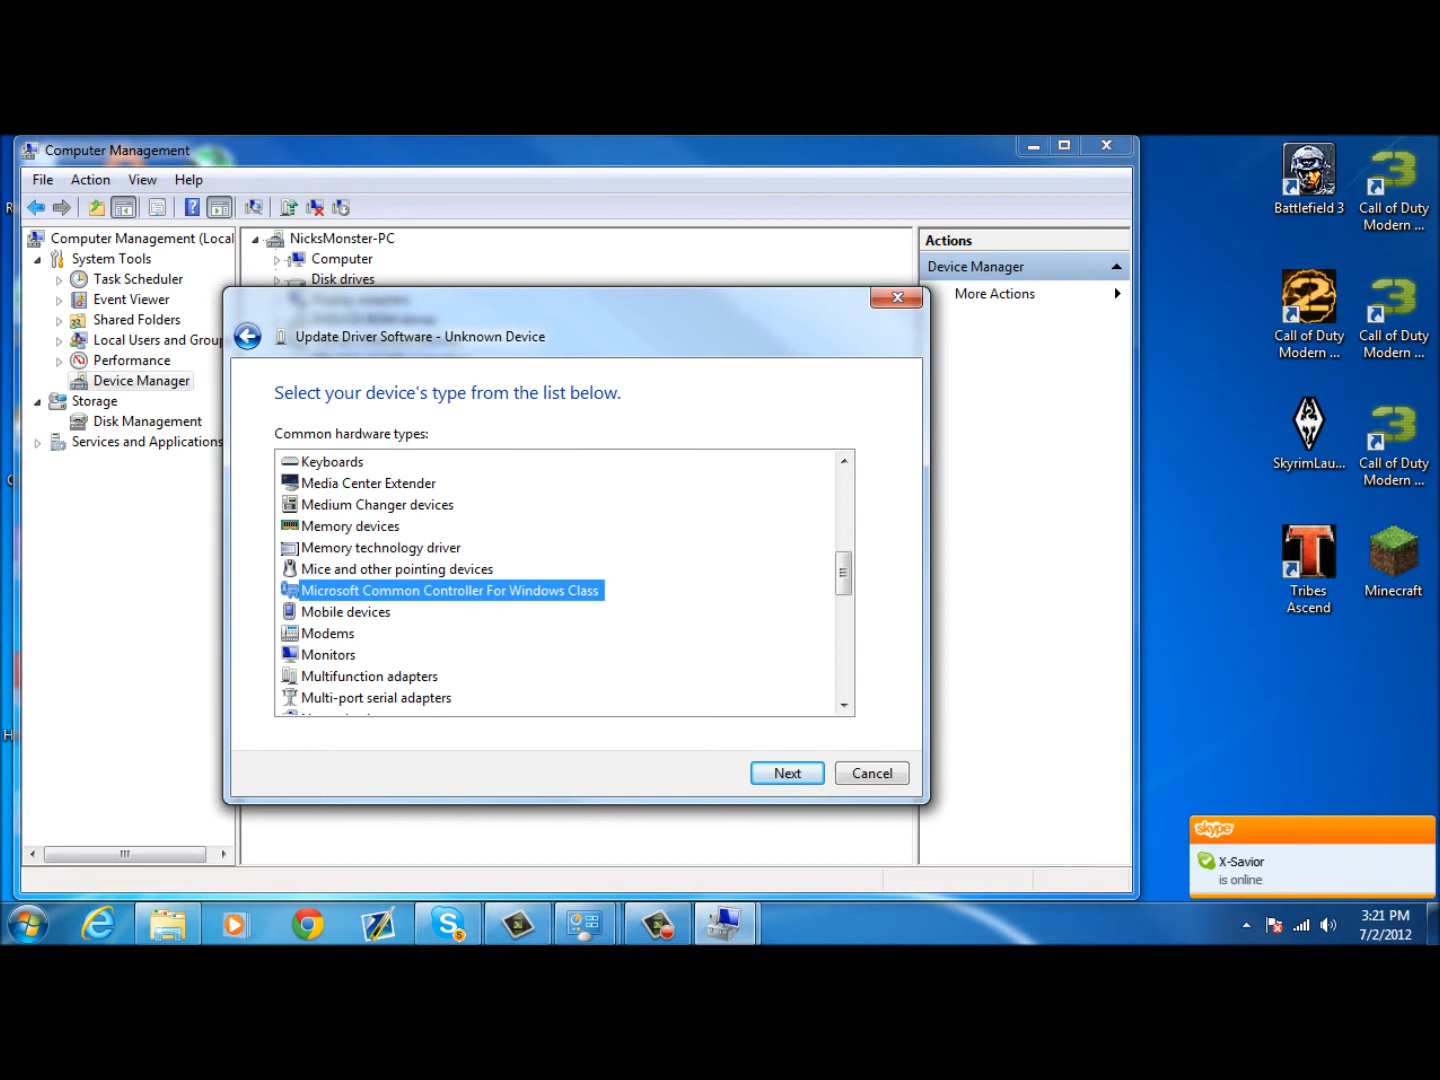 Computer Management
File Action View Help
Computer Management (Local
System Tools
Task Scheduler
Event Viewer
Shared Folders
Local Users and Grou
Performance
Device Manager
Storage
Disk Management
Services and Applications
NicksMonster-PC
Computer
Disk drives
Actions
Device Manager
More Actions
Update Driver Software - Unknown Device
Select your device's type from the list below.
Common hardware types:
Keyboards
Media Center Extender
Medium Changer devices
Memory devices
Memory technology driver
Mice and other pointing devices
Microsoft Common Controller For Windows Class
Mobile devices
Modems
Monitors
Multifunction adapters
Multi-port serial adapters
Next Cancel
Battlefield 3
Call of Duty
Modern ...
Call of Duty
Modern ...
Call of Duty
Modern ...
SkyrimLau...
Call of Duty
Modern ...
Tribes
Ascend
Minecraft
skype
X-Savior
is online
3:21 PM
7/2/2012